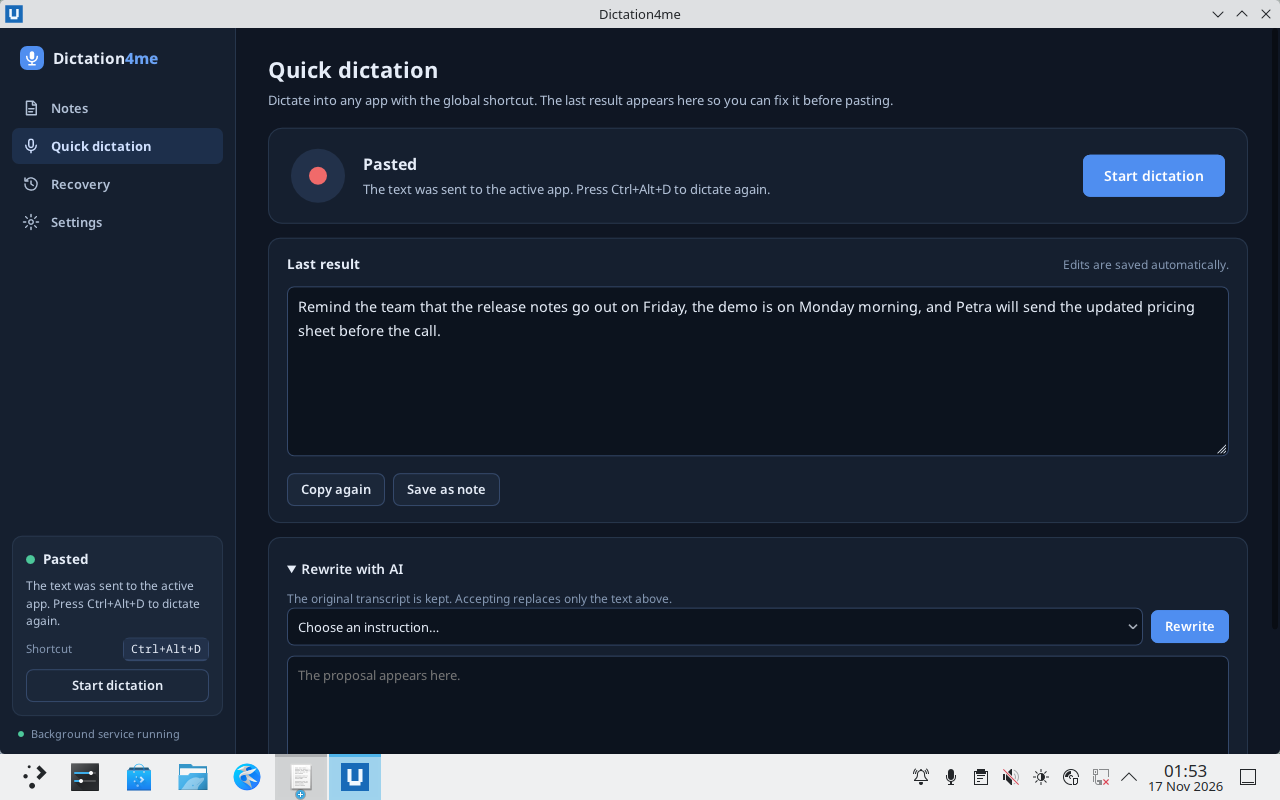 Dictation4me
Dictation4me
Notes
Quick dictation
Recovery
Settings
Pasted
The text was sent to the active
app. Press Ctrl+Alt+D to dictate
again.
Shortcut Ctrl+Alt+D
Start dictation
Background service running
Quick dictation
Dictate into any app with the global shortcut. The last result appears here so you can fix it before pasting.
Pasted
The text was sent to the active app. Press Ctrl+Alt+D to dictate again.
Start dictation
Last result
Edits are saved automatically.
Remind the team that the release notes go out on Friday, the demo is on Monday morning, and Petra will send the updated pricing
sheet before the call.
Copy again
Save as note
Rewrite with AI
The original transcript is kept. Accepting replaces only the text above.
Choose an instruction...
Rewrite
The proposal appears here.
01:53
17 Nov 2026